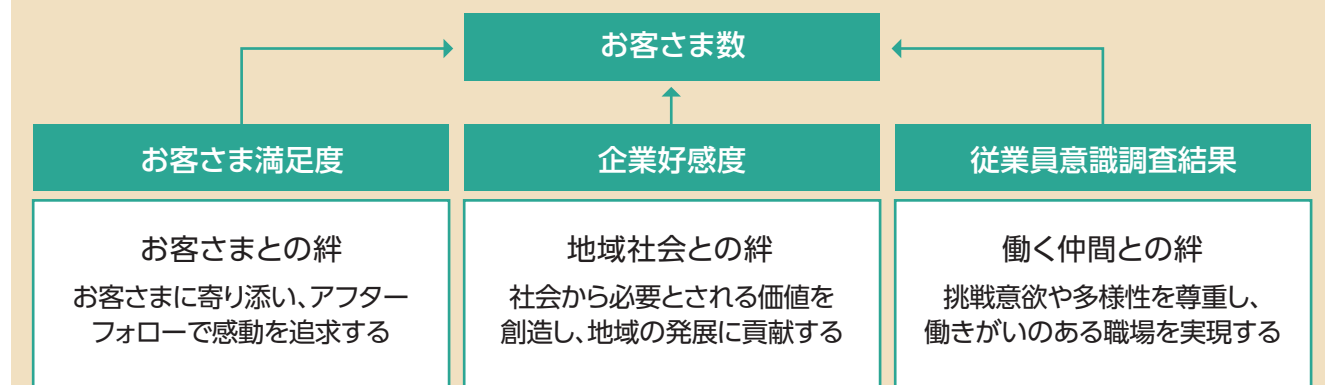 お客さま数
お客さま満足度
企業好感度
従業員意識調査結果
お客さまとの絆
お客さまに寄り添い、アフター
フォローで感動を追求する
地域社会との絆
社会から必要とされる価値を
創造し、地域の発展に貢献する
働く仲間との絆
挑戦意欲や多様性を尊重し、
働きがいのある職場を実現する